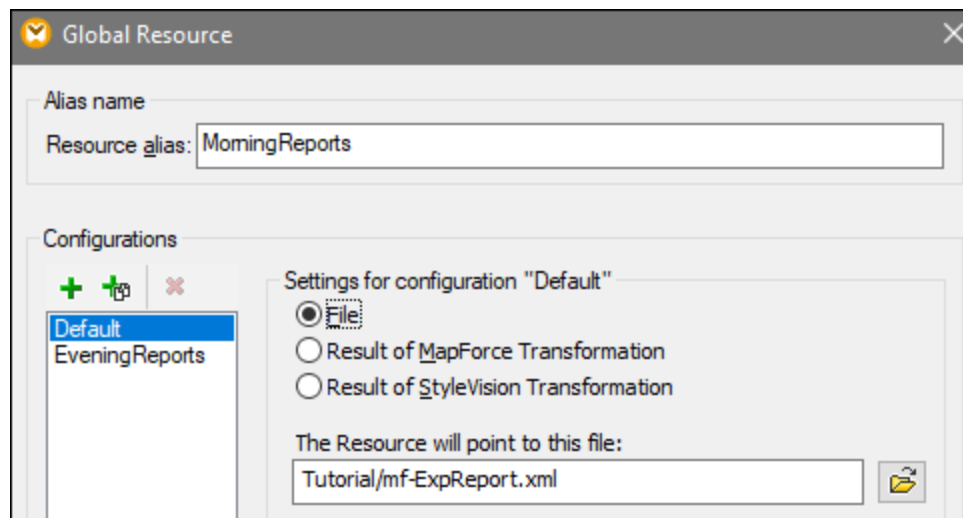 Global Resource
Alias name
Resource alias: MorningReports
Configurations
Settings for configuration "Default"
Default
EveningReports
File
Result of MapForce Transformation
Result of StyleVision Transformation
The Resource will point to this file:
Tutorial/mf-ExpReport.xml